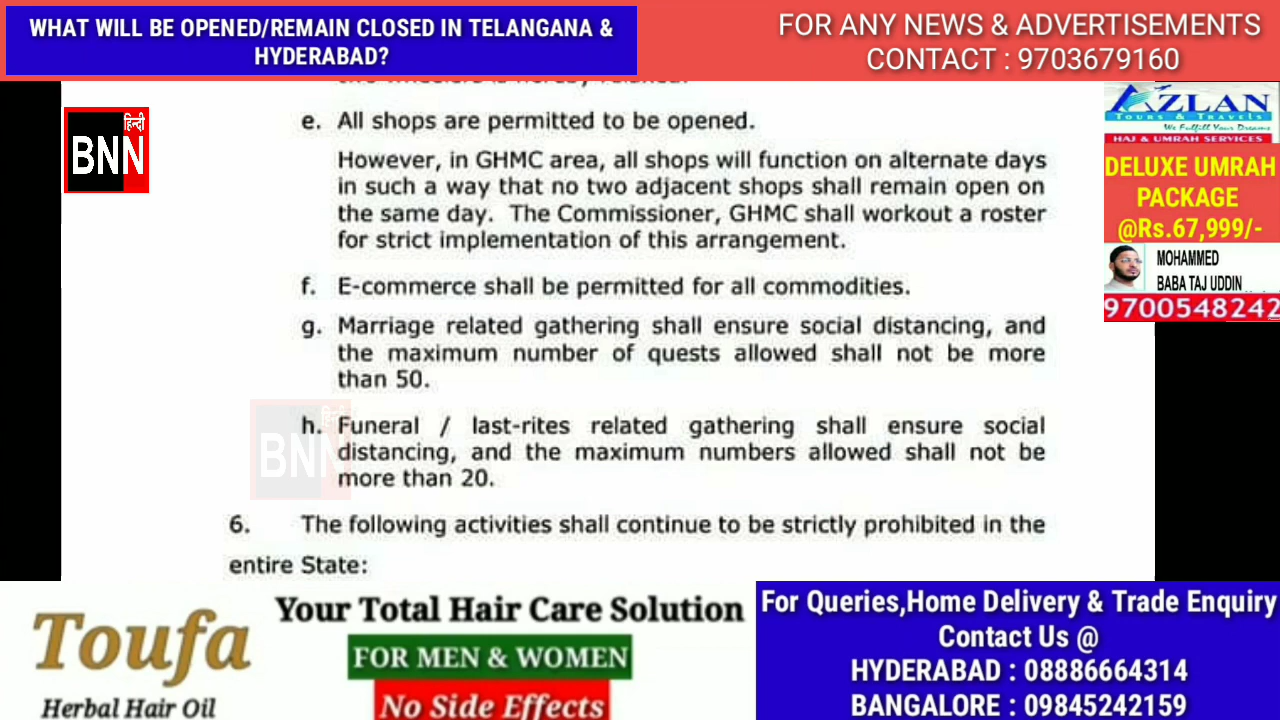 WHAT WILL BE OPENED/REMAIN CLOSED IN TELANGANA &
HYDERABAD?
FOR ANY NEWS & ADVERTISEMENTS
CONTACT : 9703679160
हिन्दी
BNN
e. All shops are permitted to be opened.
However, in GHMC area, all shops will function on alternate days
in such a way that no two adjacent shops shall remain open on
the same day. The Commissioner, GHMC shall workout a roster
for strict implementation of this arrangement.
f. E-commerce shall be permitted for all commodities.
g. Marriage related gathering shall ensure social distancing, and
the maximum number of quests allowed shall not be more
than 50.
हिन्दी
BNN
h. Funeral / last-rites related gathering shall ensure social
distancing, and the maximum numbers allowed shall not be
more than 20.
6. The following activities shall continue to be strictly prohibited in the
entire State:
AZLAN
TOURS & TRAVELS
We Fulfill Your Dreams
HAJ & UMRAH SERVICES
DELUXE UMRAH
PACKAGE
@Rs.67,999/-
MOHAMMED
BABA TAJ UDDIN
9700548242
Toufa
Herbal Hair Oil
Your Total Hair Care Solution
FOR MEN & WOMEN
No Side Effects
For Queries,Home Delivery & Trade Enquiry
Contact Us @
HYDERABAD : 08886664314
BANGALORE : 09845242159